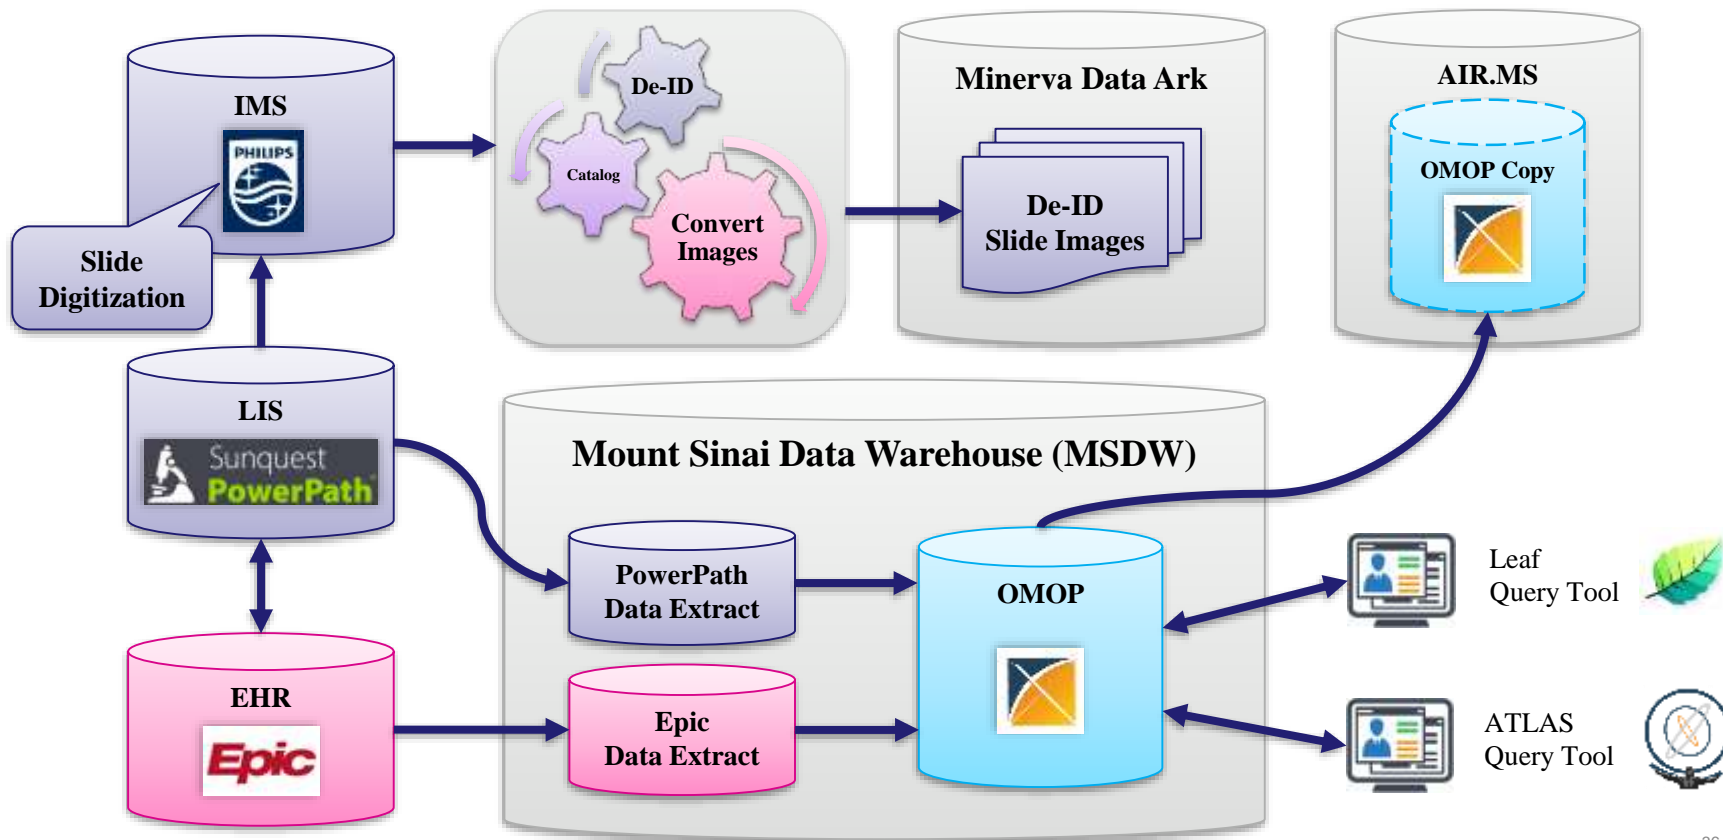 IMS
PHILIPS
Slide
Digitization
De-ID
Catalog
Convert
Images
Minerva Data Ark
De-ID
Slide Images
AIR.MS
OMOP Copy
LIS
Sunquest
PowerPath
EHR
Epic
Mount Sinai Data Warehouse (MSDW)
PowerPath
Data Extract
Epic
Data Extract
OMOP
Leaf
Query Tool
ATLAS
Query Tool